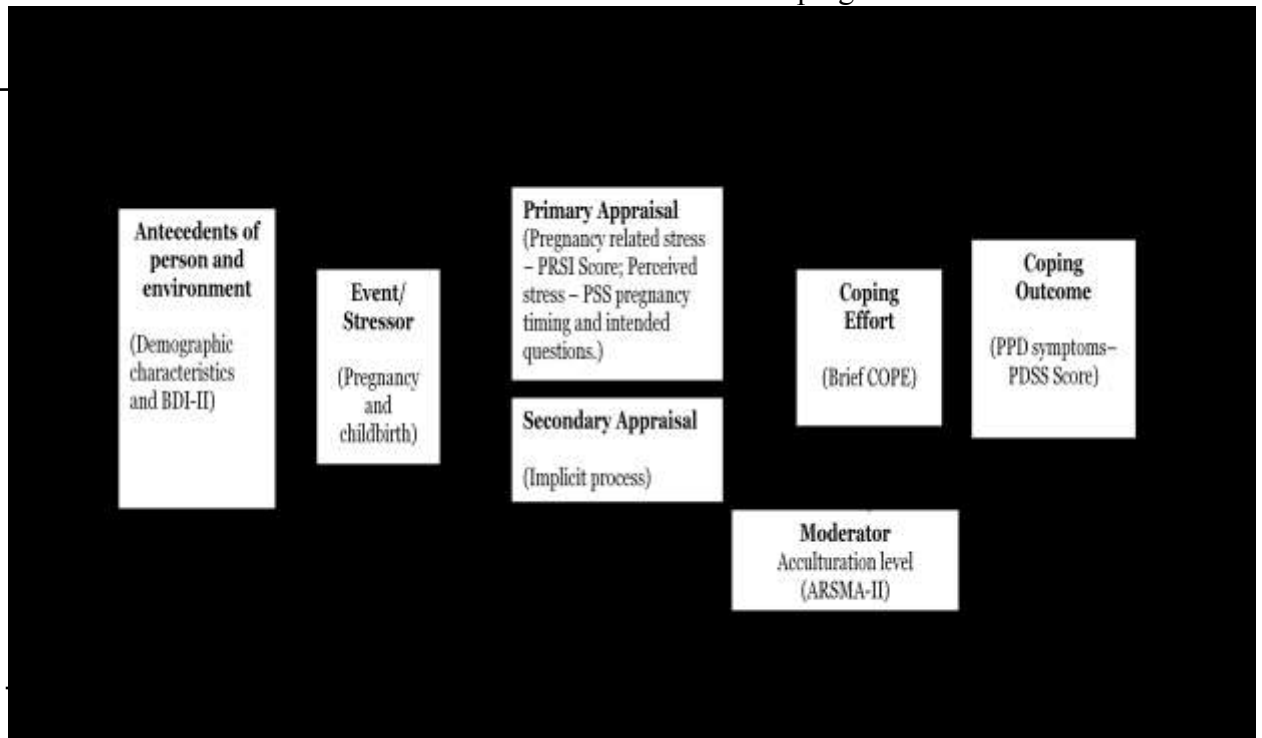 Antecedents of
person and
environment
(Demographic
characteristics
and BDI-II)
Event/
Stressor
(Pregnancy
and
childbirth)
Primary Appraisal
(Pregnancy related stress
– PRSI Score; Perceived
stress – PSS pregnancy
timing and intended
questions.)
Secondary Appraisal
(Implicit process)
Coping
Effort
(Brief COPE)
Coping
Outcome
(PPD symptoms–
PDSS Score)
Moderator
Acculturation level
(ARSMA-II)